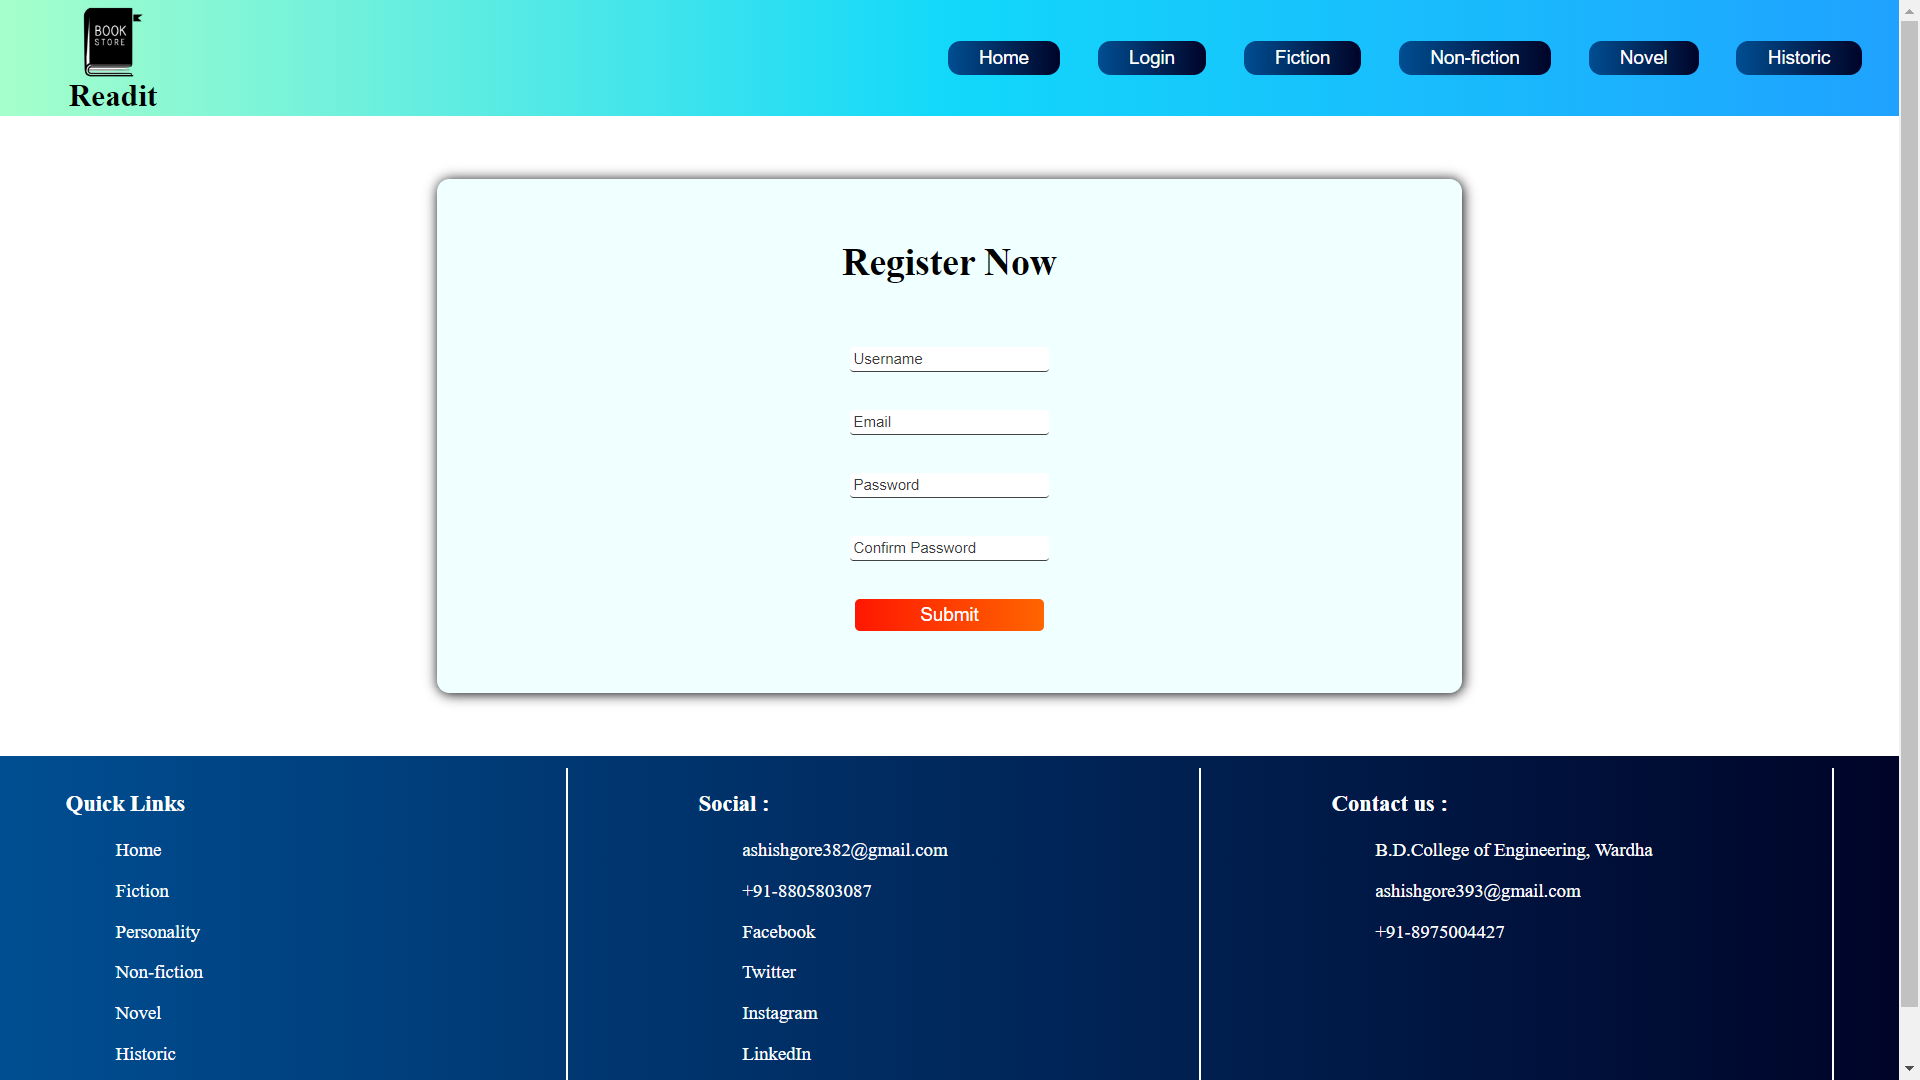 BOOK
STORE
Readit
Home
Login
Fiction
Non-fiction
Novel
Historic
Register Now
Username
Email
Password
Confirm Password
Submit
Quick Links
Home
Fiction
Personality
Non-fiction
Novel
Historic
Social :
ashishgore382@gmail.com
+91-8805803087
Facebook
Twitter
Instagram
LinkedIn
Contact us :
B.D.College of Engineering, Wardha
ashishgore393@gmail.com
+91-8975004427